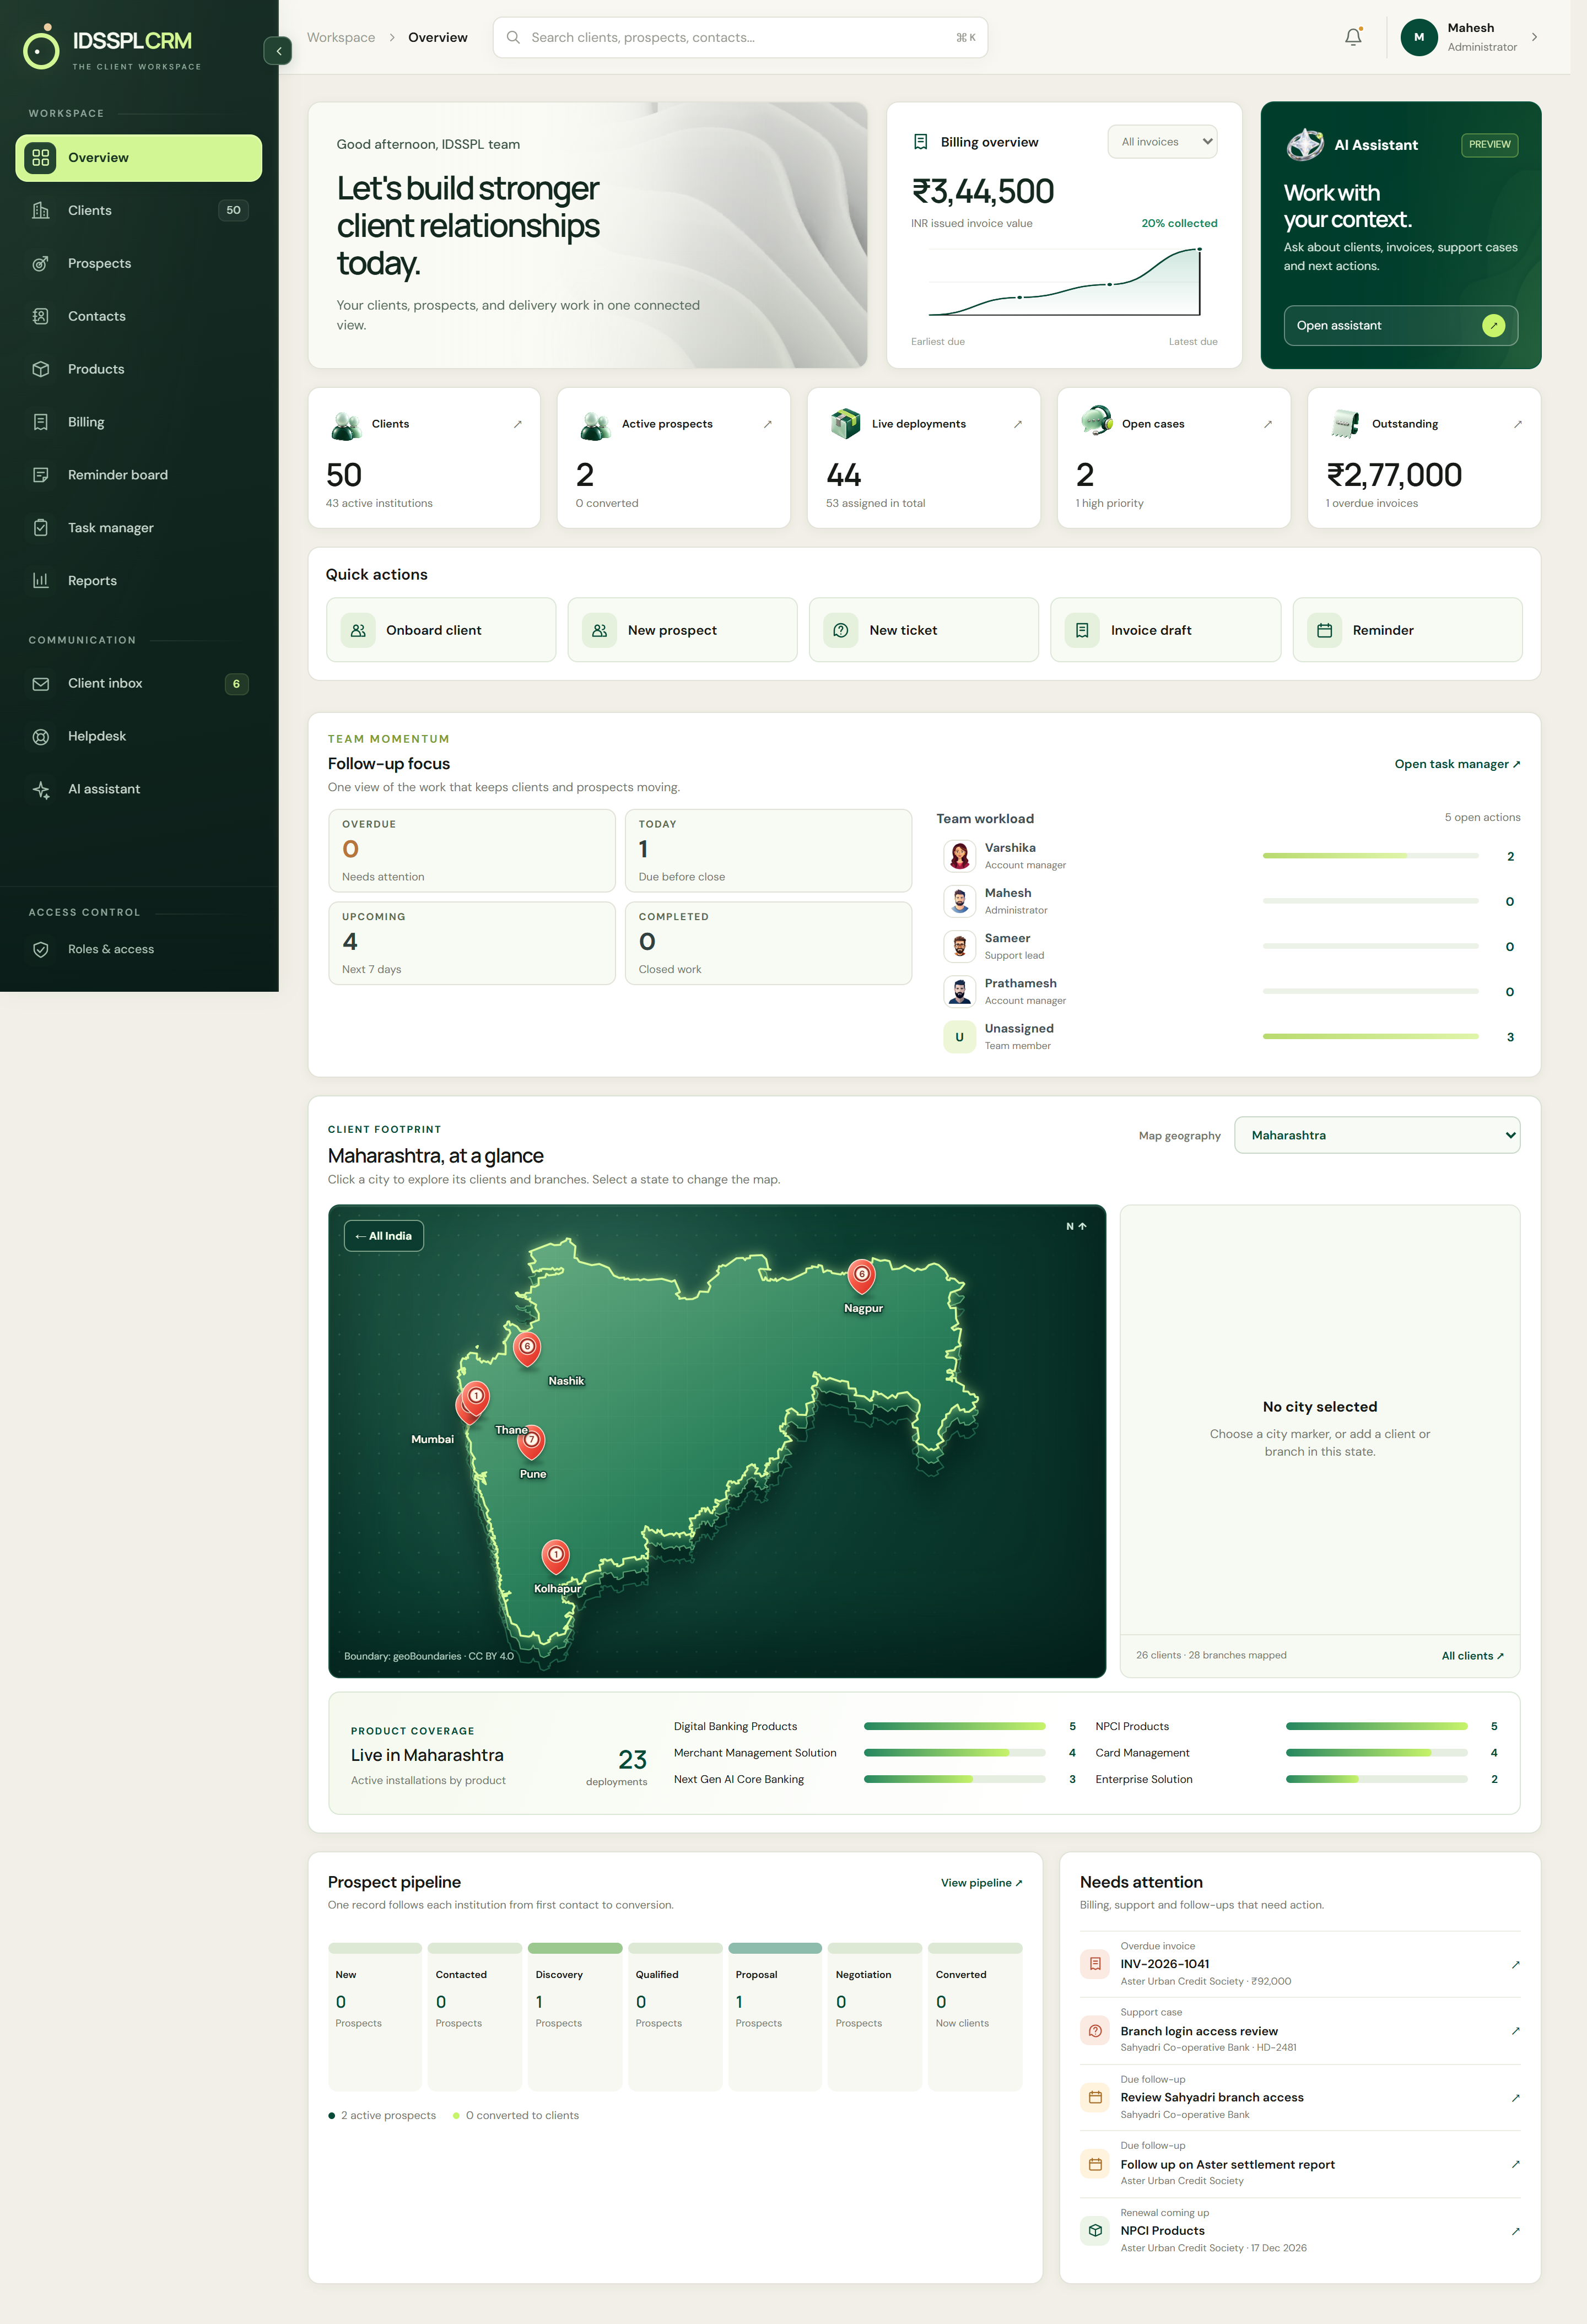 IDSSPLCRM
THE CLIENT WORKSPACE
WORKSPACE
Overview
Clients 50
Prospects
Contacts
Products
Billing
Reminder board
Task manager
Reports
COMMUNICATION
Client inbox 6
Helpdesk
AI assistant
ACCESS CONTROL
Roles & access
Workspace > Overview
Search clients, prospects, contacts... ⌘ K
M
Mahesh
Administrator
Good afternoon, IDSSPL team
Let's build stronger
client relationships
today.
Your clients, prospects, and delivery work in one connected
view.
Billing overview All invoices
₹3,44,500
INR issued invoice value 20% collected
Earliest due Latest due
AI Assistant PREVIEW
Work with
your context.
Ask about clients, invoices, support cases
and next actions.
Open assistant ↗
Clients ↗
50
43 active institutions
Active prospects ↗
2
0 converted
Live deployments ↗
44
53 assigned in total
Open cases ↗
2
1 high priority
Outstanding ↗
₹2,77,000
1 overdue invoices
Quick actions
Onboard client
New prospect
New ticket
Invoice draft
Reminder
TEAM MOMENTUM
Follow-up focus
One view of the work that keeps clients and prospects moving.
Open task manager ↗
OVERDUE
0
Needs attention
TODAY
1
Due before close
UPCOMING
4
Next 7 days
COMPLETED
0
Closed work
Team workload 5 open actions
Varshika
Account manager
2
Mahesh
Administrator
0
Sameer
Support lead
0
Prathamesh
Account manager
0
U
Unassigned
Team member
3
CLIENT FOOTPRINT
Maharashtra, at a glance
Click a city to explore its clients and branches. Select a state to change the map.
Map geography Maharashtra
← All India
N ↑
6
Nagpur
6
Nashik
1
Thane
Mumbai
7
Pune
1
Kolhapur
Boundary: geoBoundaries · CC BY 4.0
No city selected
Choose a city marker, or add a client or
branch in this state.
26 clients · 28 branches mapped All clients ↗
PRODUCT COVERAGE
Live in Maharashtra
Active installations by product
23
deployments
Digital Banking Products 5
Merchant Management Solution 4
Next Gen AI Core Banking 3
NPCI Products 5
Card Management 4
Enterprise Solution 2
Prospect pipeline View pipeline ↗
One record follows each institution from first contact to conversion.
New
0
Prospects
Contacted
0
Prospects
Discovery
1
Prospects
Qualified
0
Prospects
Proposal
1
Prospects
Negotiation
0
Prospects
Converted
0
Now clients
2 active prospects 0 converted to clients
Needs attention
Billing, support and follow-ups that need action.
Overdue invoice
INV-2026-1041 ↗
Aster Urban Credit Society · ₹92,000
Support case
Branch login access review ↗
Sahyadri Co-operative Bank · HD-2481
Due follow-up
Review Sahyadri branch access ↗
Sahyadri Co-operative Bank
Due follow-up
Follow up on Aster settlement report ↗
Aster Urban Credit Society
Renewal coming up
NPCI Products ↗
Aster Urban Credit Society · 17 Dec 2026